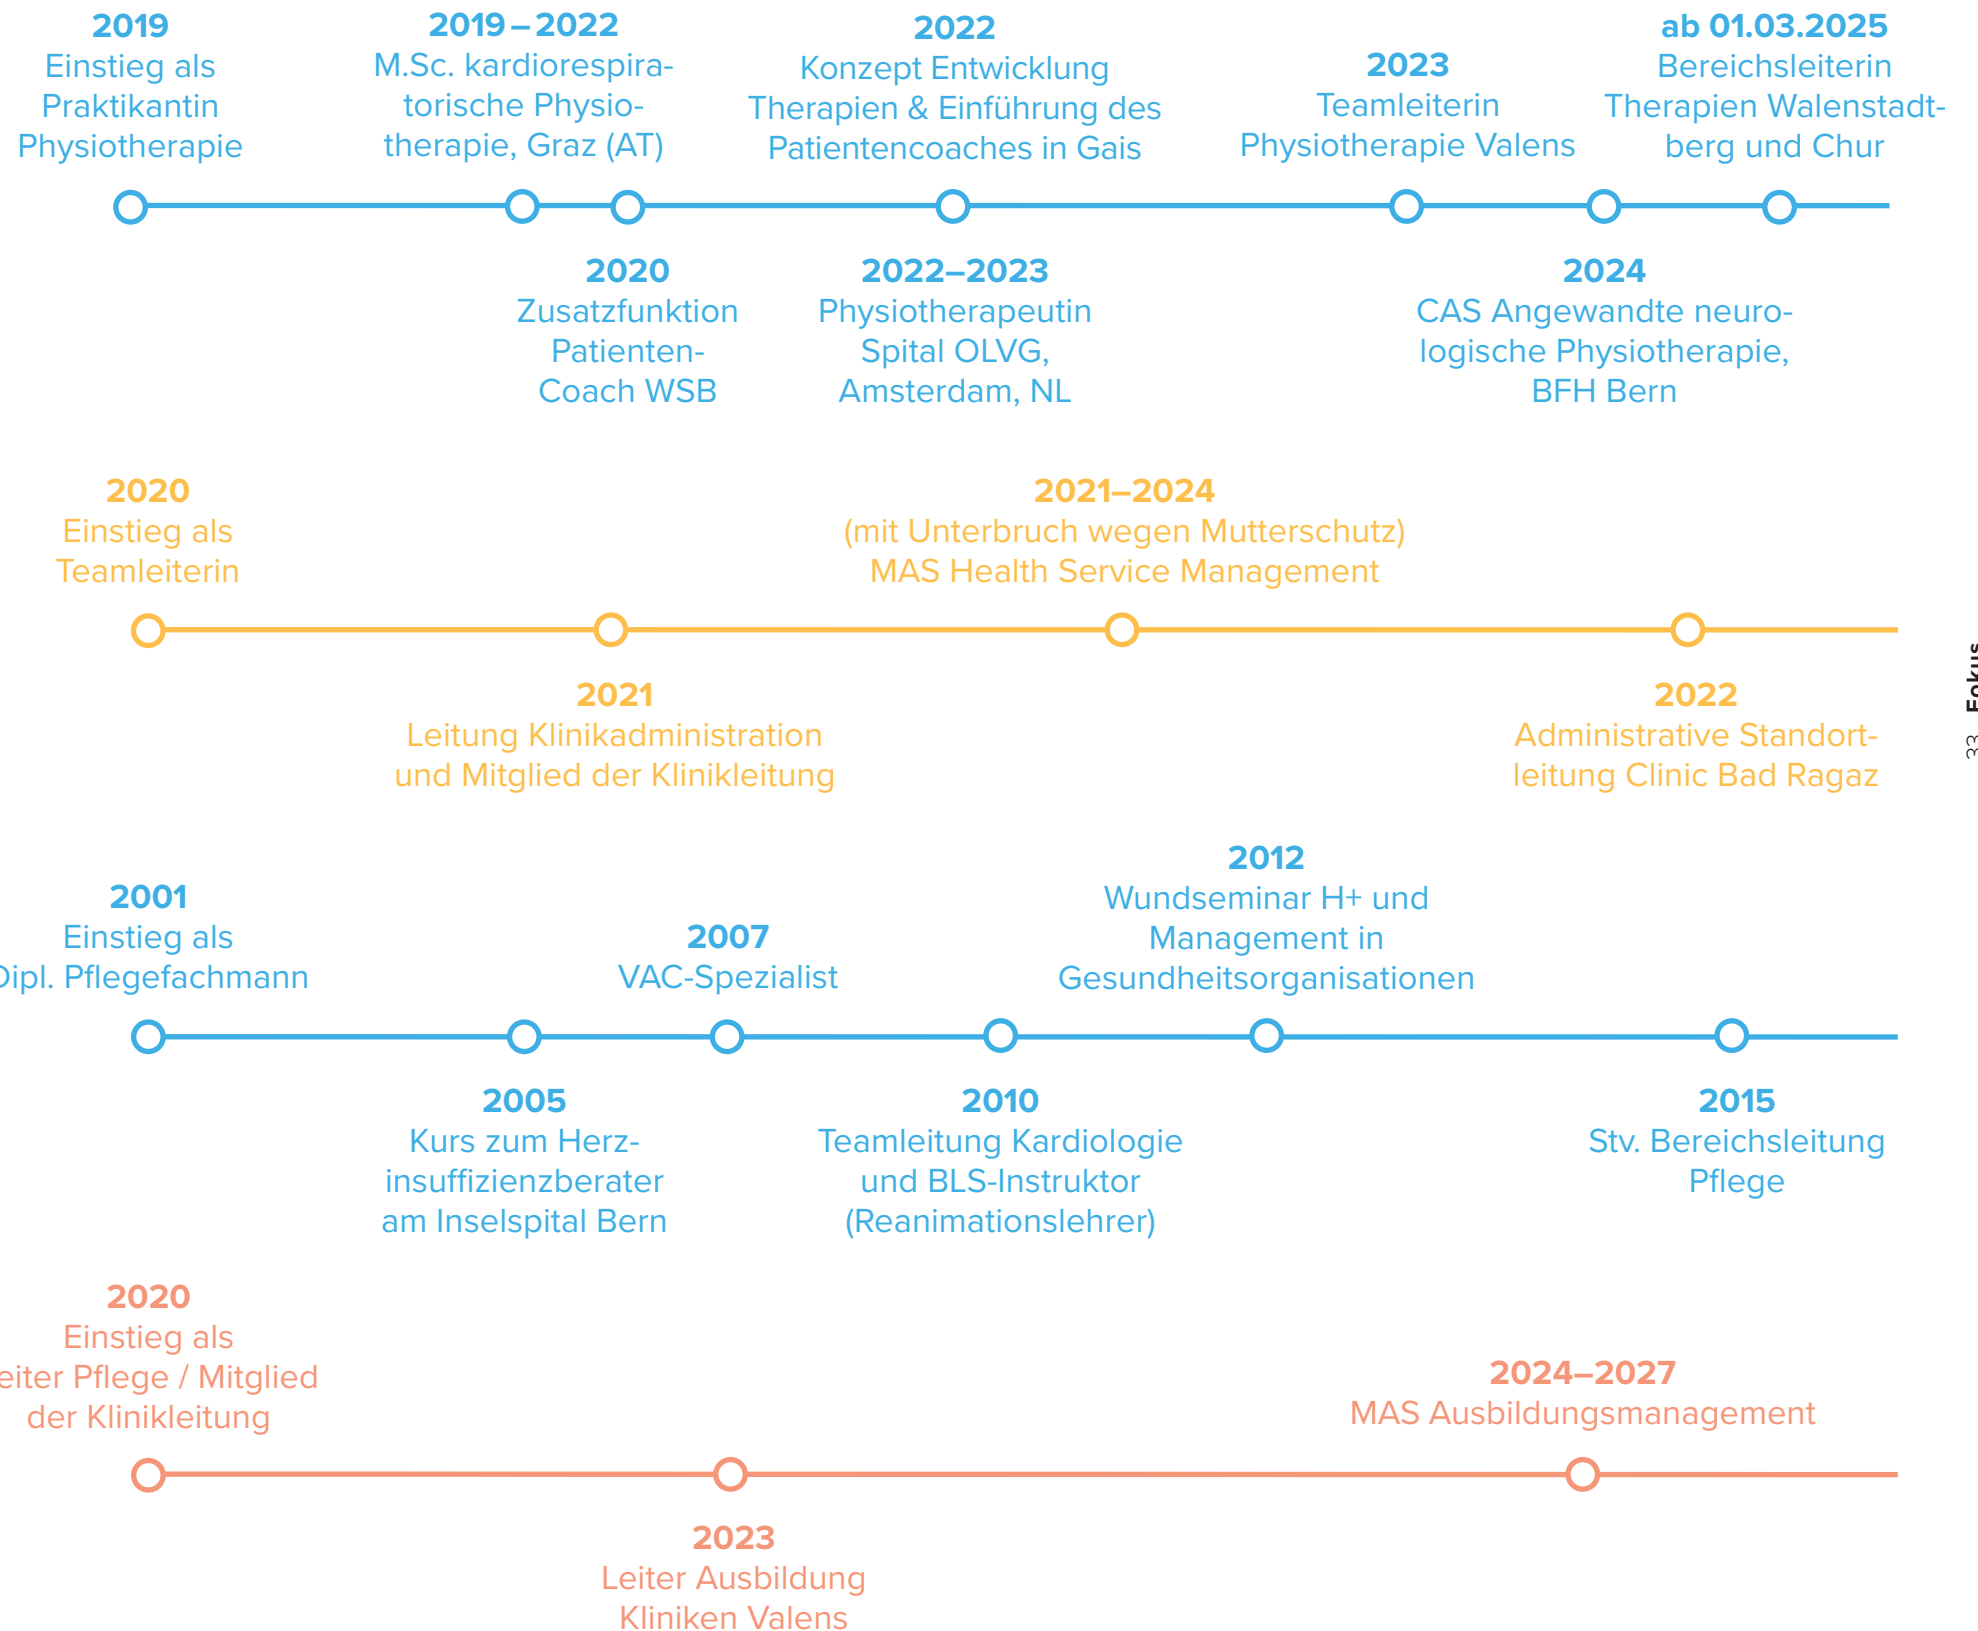 2019
Einstieg als
Praktikantin
Physiotherapie
2019 – 2022
M.Sc. kardiorespira-
torische Physio-
therapie, Graz (AT)
2022
Konzept Entwicklung
Therapien & Einführung des
Patientencoaches in Gais
2023
Teamleiterin
Physiotherapie Valens
ab 01.03.2025
Bereichsleiterin
Therapien Walenstadt-
berg und Chur
2020
Zusatzfunktion
Patienten-
Coach WSB
2022–2023
Physiotherapeutin
Spital OLVG,
Amsterdam, NL
2024
CAS Angewandte neuro-
logische Physiotherapie,
BFH Bern
2020
Einstieg als
Teamleiterin
2021–2024
(mit Unterbruch wegen Mutterschutz)
MAS Health Service Management
2021
Leitung Klinikadministration
und Mitglied der Klinikleitung
2022
Administrative Standort-
leitung Clinic Bad Ragaz
33 Fokus
2001
Einstieg als
Dipl. Pflegefachmann
2007
VAC-Spezialist
2012
Wundseminar H+ und
Management in
Gesundheitsorganisationen
2005
Kurs zum Herz-
insuffizienzberater
am Inselspital Bern
2010
Teamleitung Kardiologie
und BLS-Instruktor
(Reanimationslehrer)
2015
Stv. Bereichsleitung
Pflege
2020
Einstieg als
eiter Pflege / Mitglied
der Klinikleitung
2024–2027
MAS Ausbildungsmanagement
2023
Leiter Ausbildung
Kliniken Valens